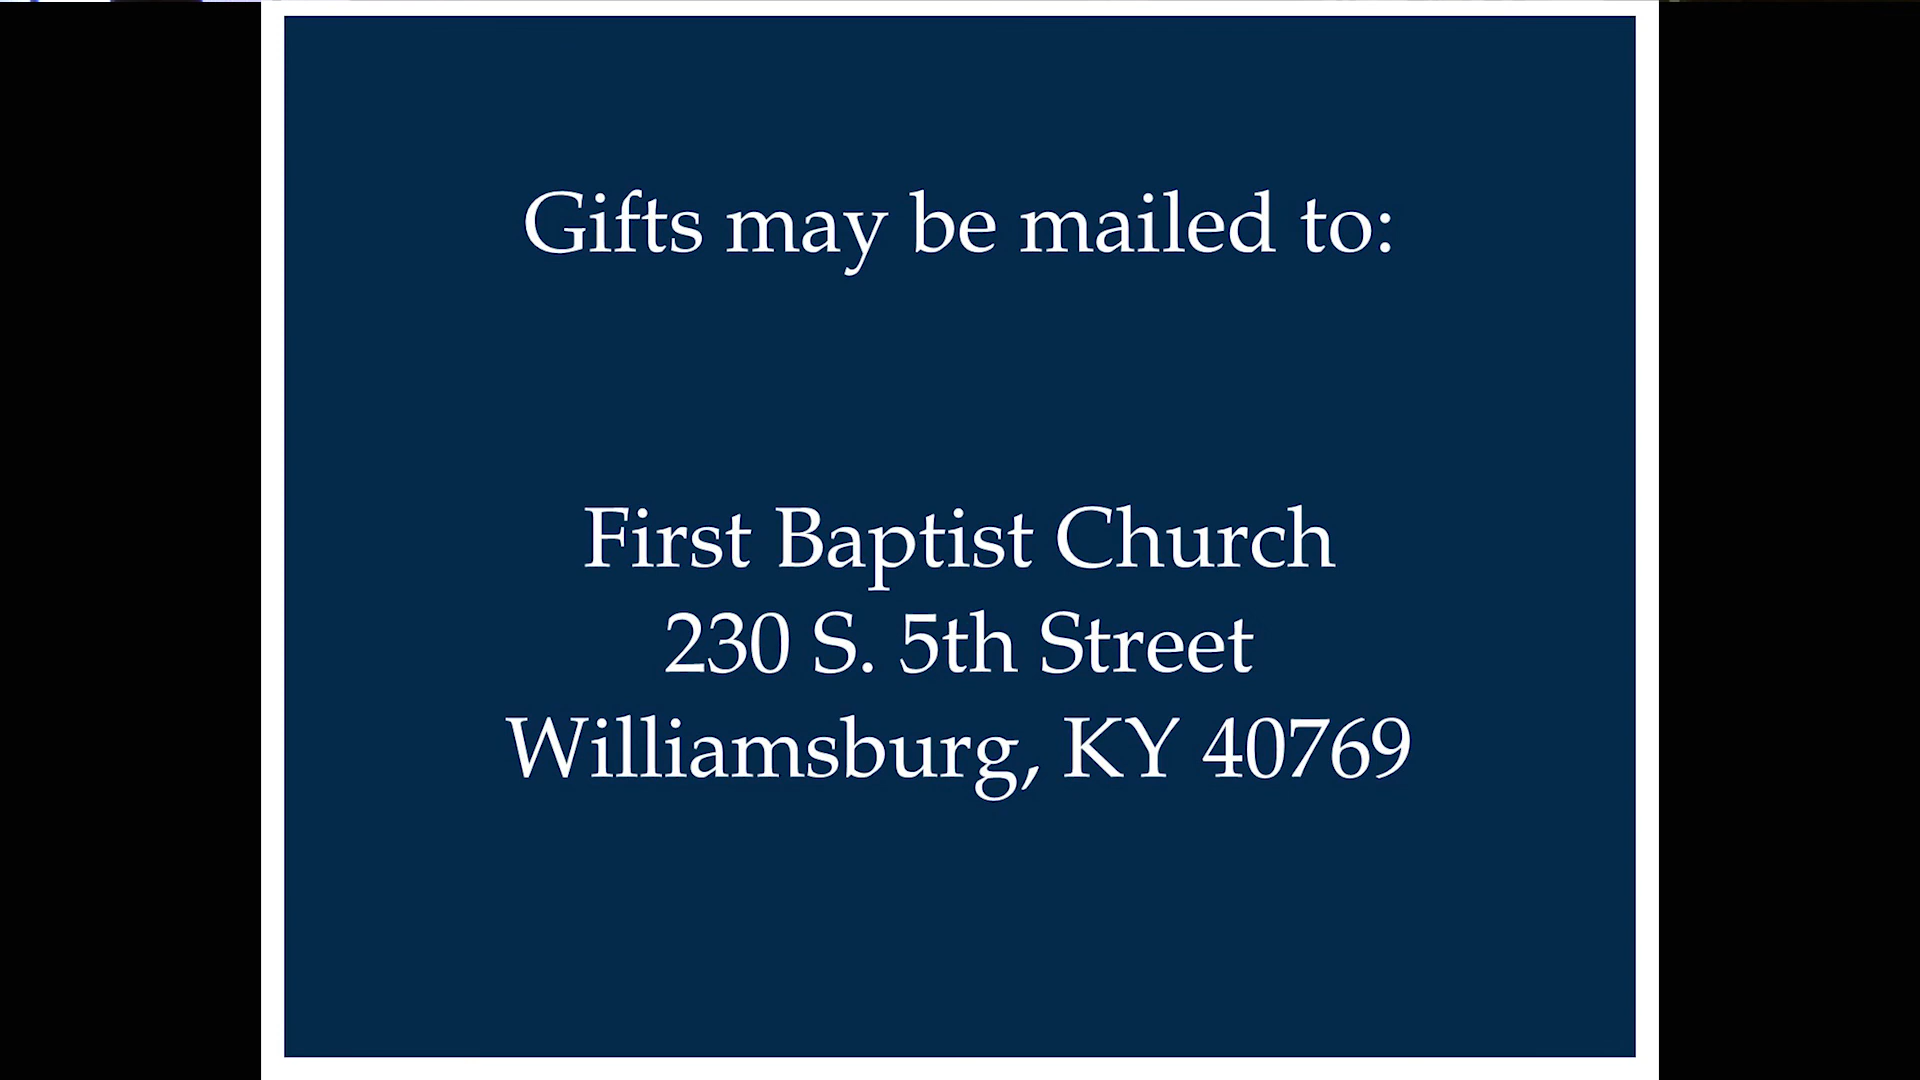 Gifts may be mailed to:
First Baptist Church
230 S. 5th Street
Williamsburg, KY 40769